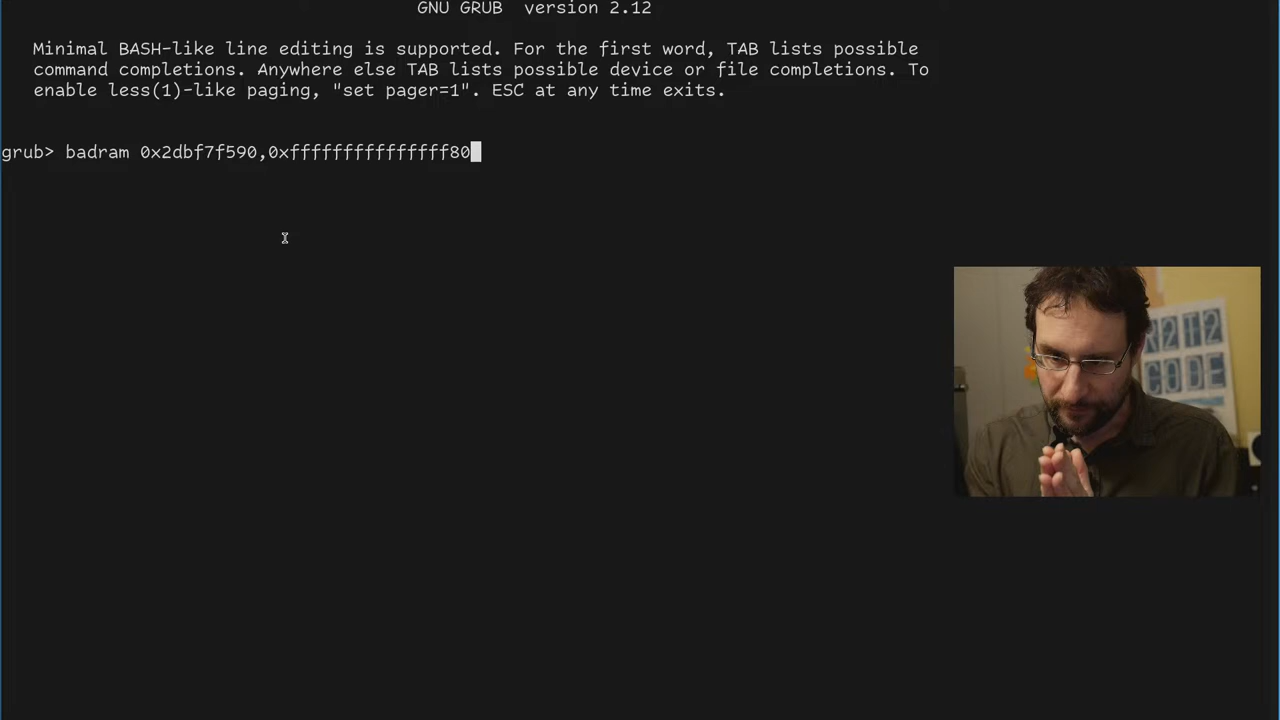 GNU GRUB  version 2.12
Minimal BASH-like line editing is supported. For the first word, TAB lists possible
command completions. Anywhere else TAB lists possible device or file completions. To
enable less(1)-like paging, "set pager=1". ESC at any time exits.
grub> badram 0x2dbf7f590,0xffffffffffffff80
R2T2
CODE